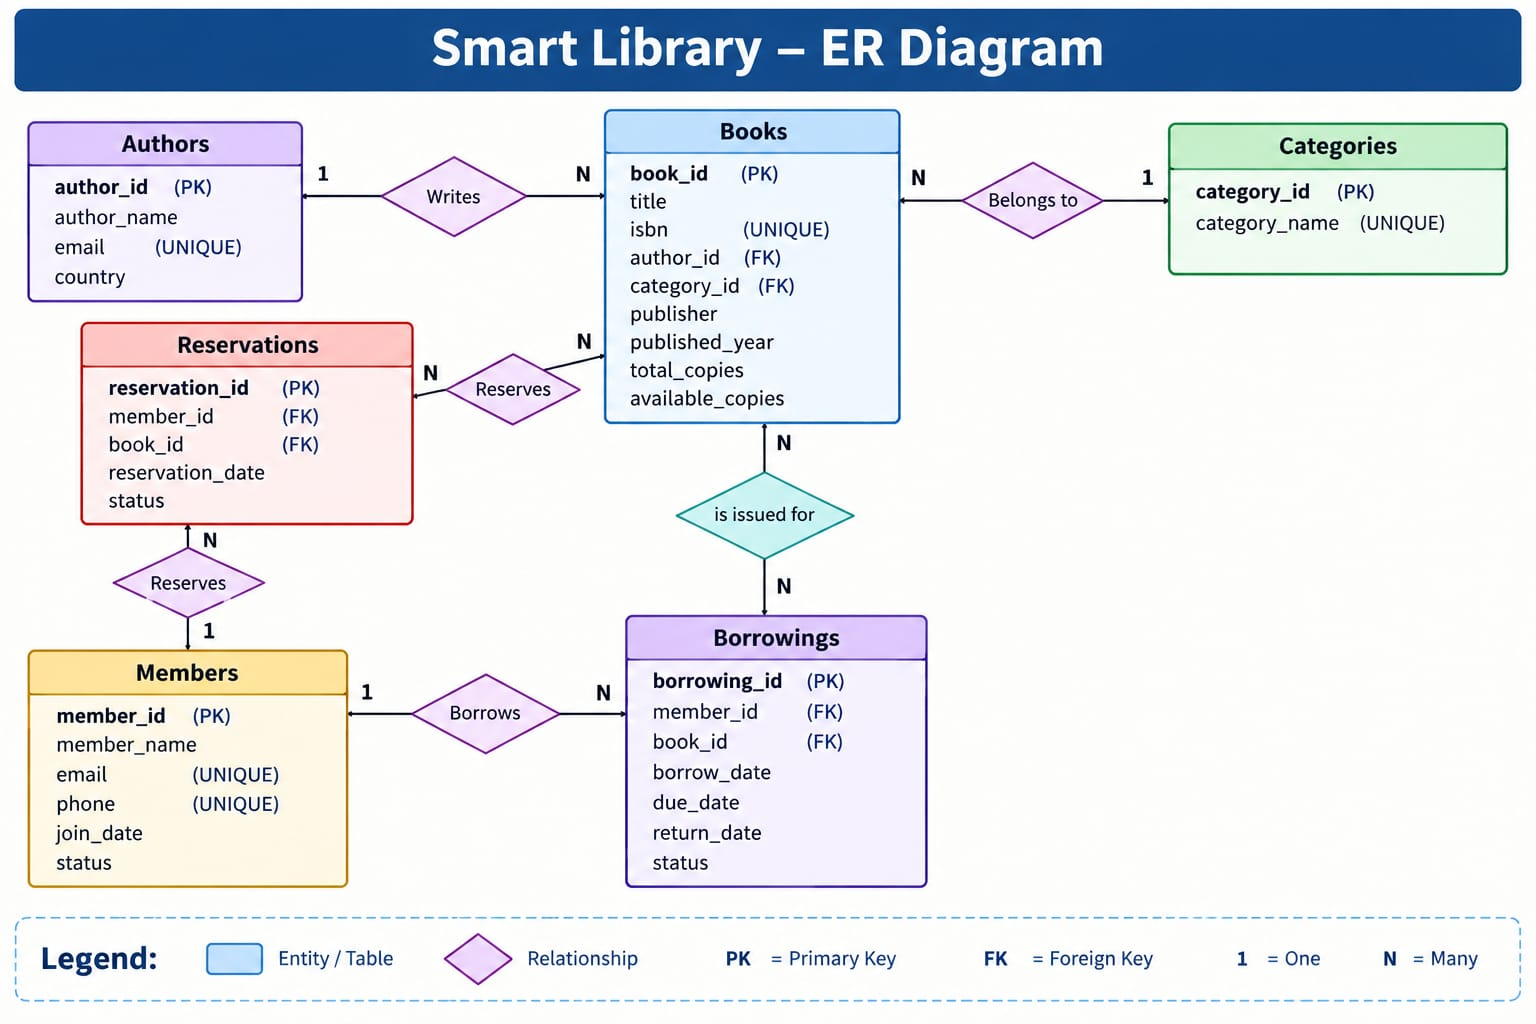 Smart Library – ER Diagram
Authors
author_id (PK)
author_name
email (UNIQUE)
country
1
Writes
N
Books
book_id (PK)
title
isbn (UNIQUE)
author_id (FK)
category_id (FK)
publisher
published_year
total_copies
available_copies
N
Belongs to
1
Categories
category_id (PK)
category_name (UNIQUE)
Reservations
reservation_id (PK)
member_id (FK)
book_id (FK)
reservation_date
status
N
Reserves
N
N
is issued for
N
N
Reserves
1
Members
member_id (PK)
member_name
email (UNIQUE)
phone (UNIQUE)
join_date
status
1
Borrows
N
Borrowings
borrowing_id (PK)
member_id (FK)
book_id (FK)
borrow_date
due_date
return_date
status
Legend: Entity / Table Relationship PK = Primary Key FK = Foreign Key 1 = One N = Many